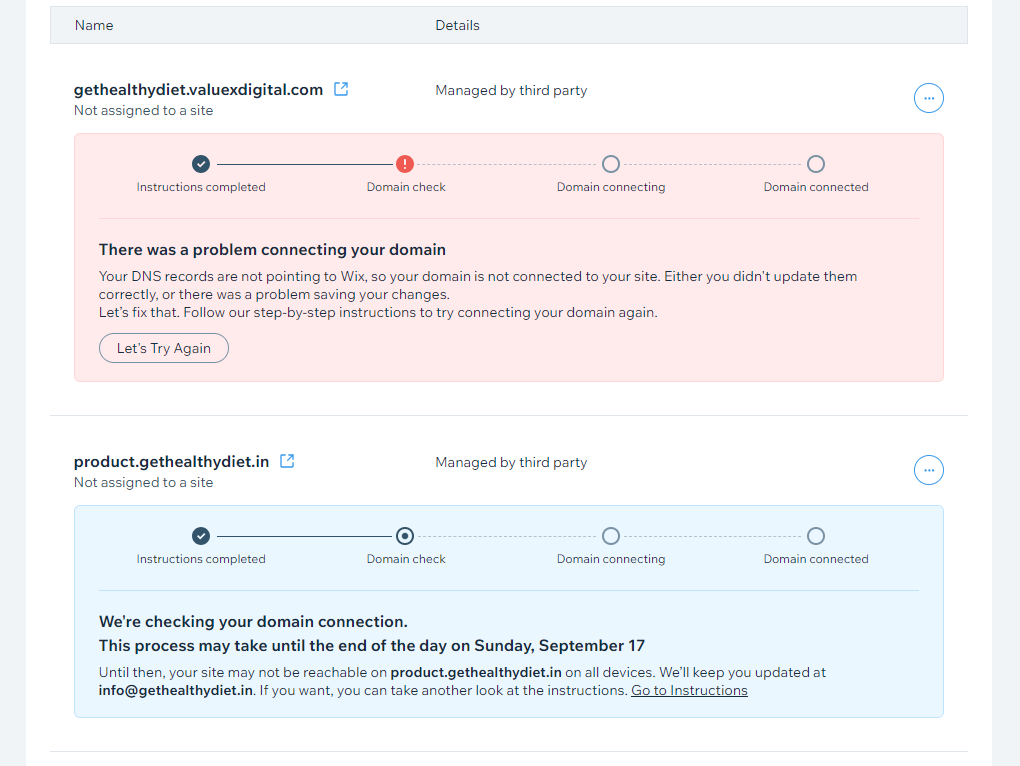 Name Details
gethealthydiet.valuexdigital.com Managed by third party
Not assigned to a site
Instructions completed Domain check Domain connecting Domain connected
There was a problem connecting your domain
Your DNS records are not pointing to Wix, so your domain is not connected to your site. Either you didn't update them
correctly, or there was a problem saving your changes.
Let's fix that. Follow our step-by-step instructions to try connecting your domain again.
Let's Try Again
product.gethealthydiet.in Managed by third party
Not assigned to a site
Instructions completed Domain check Domain connecting Domain connected
We're checking your domain connection.
This process may take until the end of the day on Sunday, September 17
Until then, your site may not be reachable on product.gethealthydiet.in on all devices. We'll keep you updated at
info@gethealthydiet.in. If you want, you can take another look at the instructions. Go to Instructions